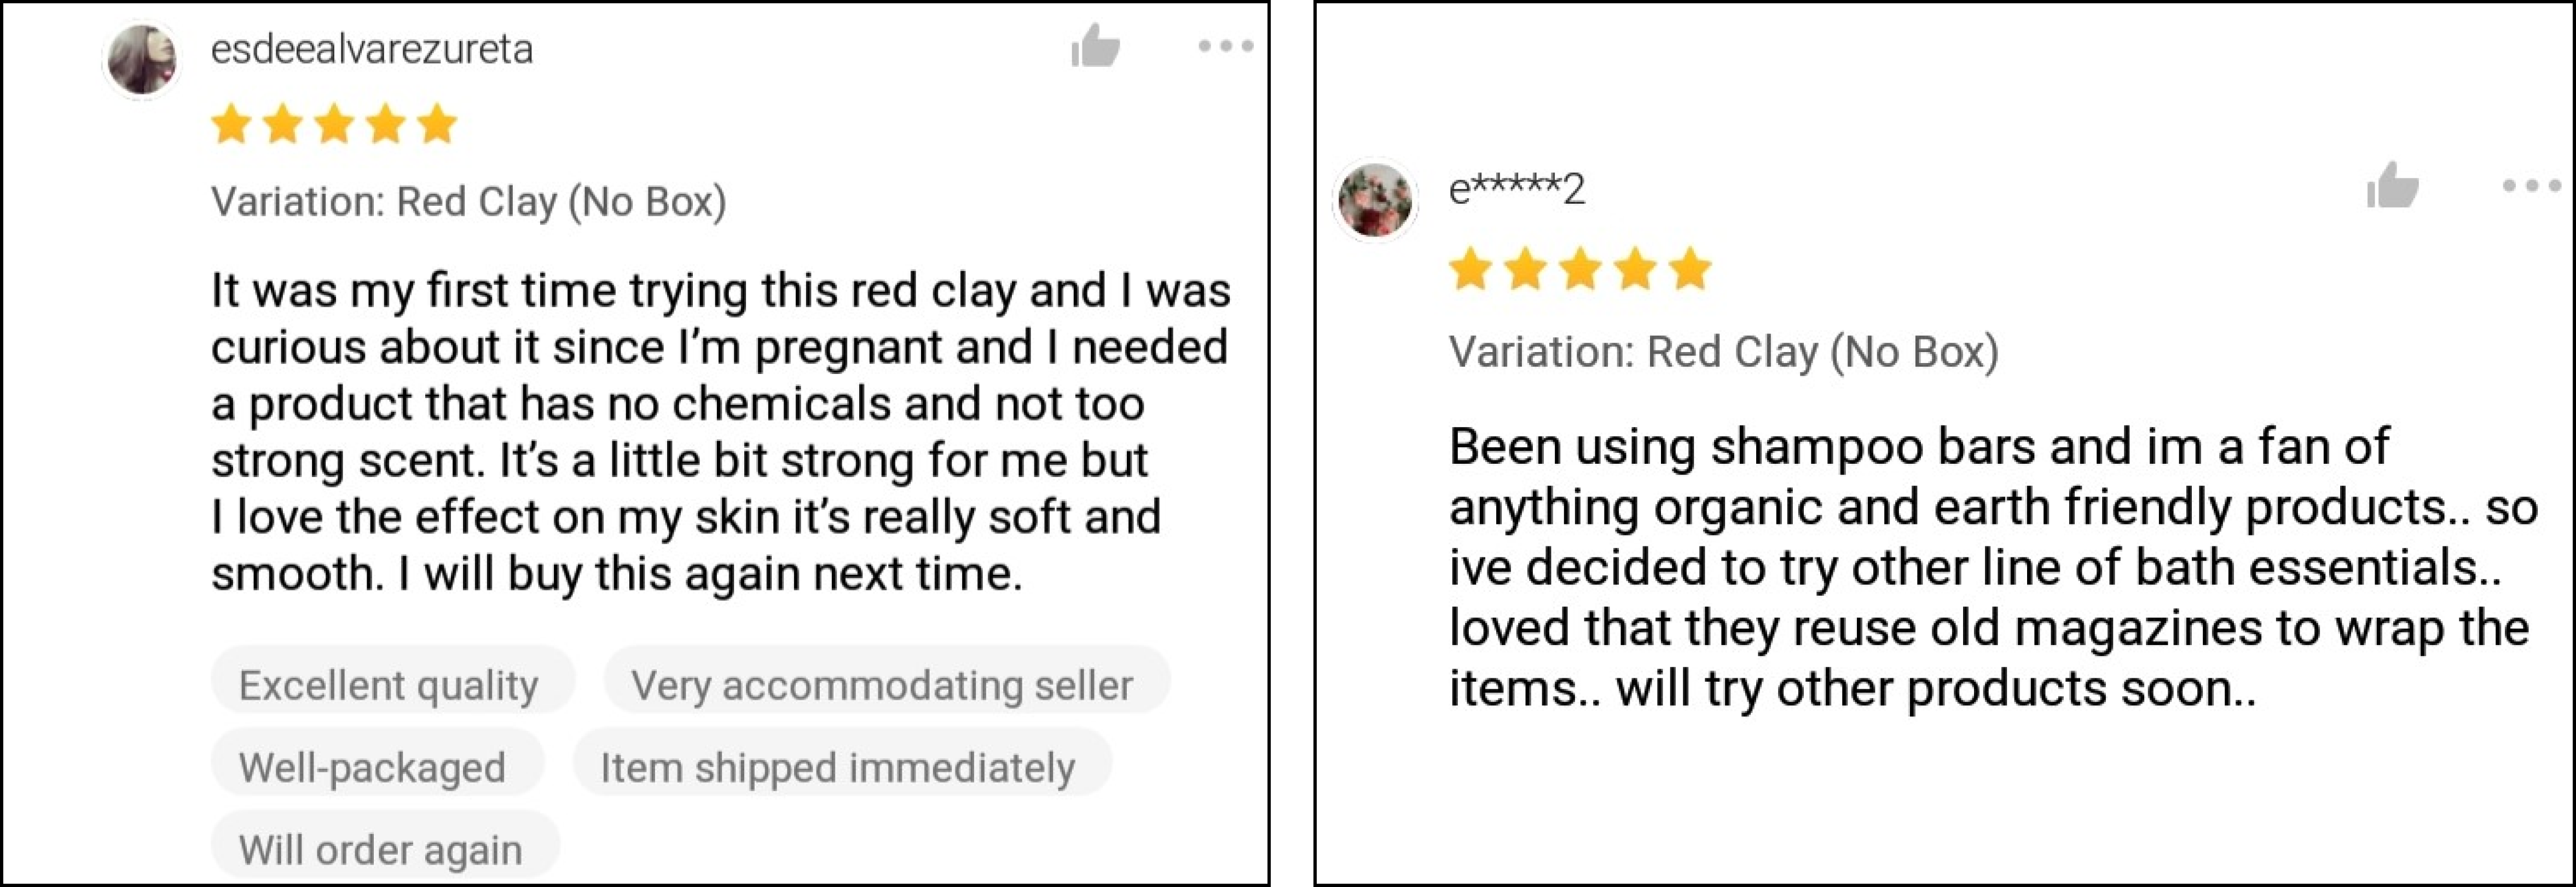 esdeealvarezureta
Variation: Red Clay (No Box)
It was my first time trying this red clay and I was
curious about it since I'm pregnant and I needed
a product that has no chemicals and not too
strong scent. It's a little bit strong for me but
I love the effect on my skin it's really soft and
smooth. I will buy this again next time.
Excellent quality
Very accommodating seller
Well-packaged
Item shipped immediately
Will order again
e*****2
Variation: Red Clay (No Box)
Been using shampoo bars and im a fan of
anything organic and earth friendly products.. so
ive decided to try other line of bath essentials..
loved that they reuse old magazines to wrap the
items.. will try other products soon..